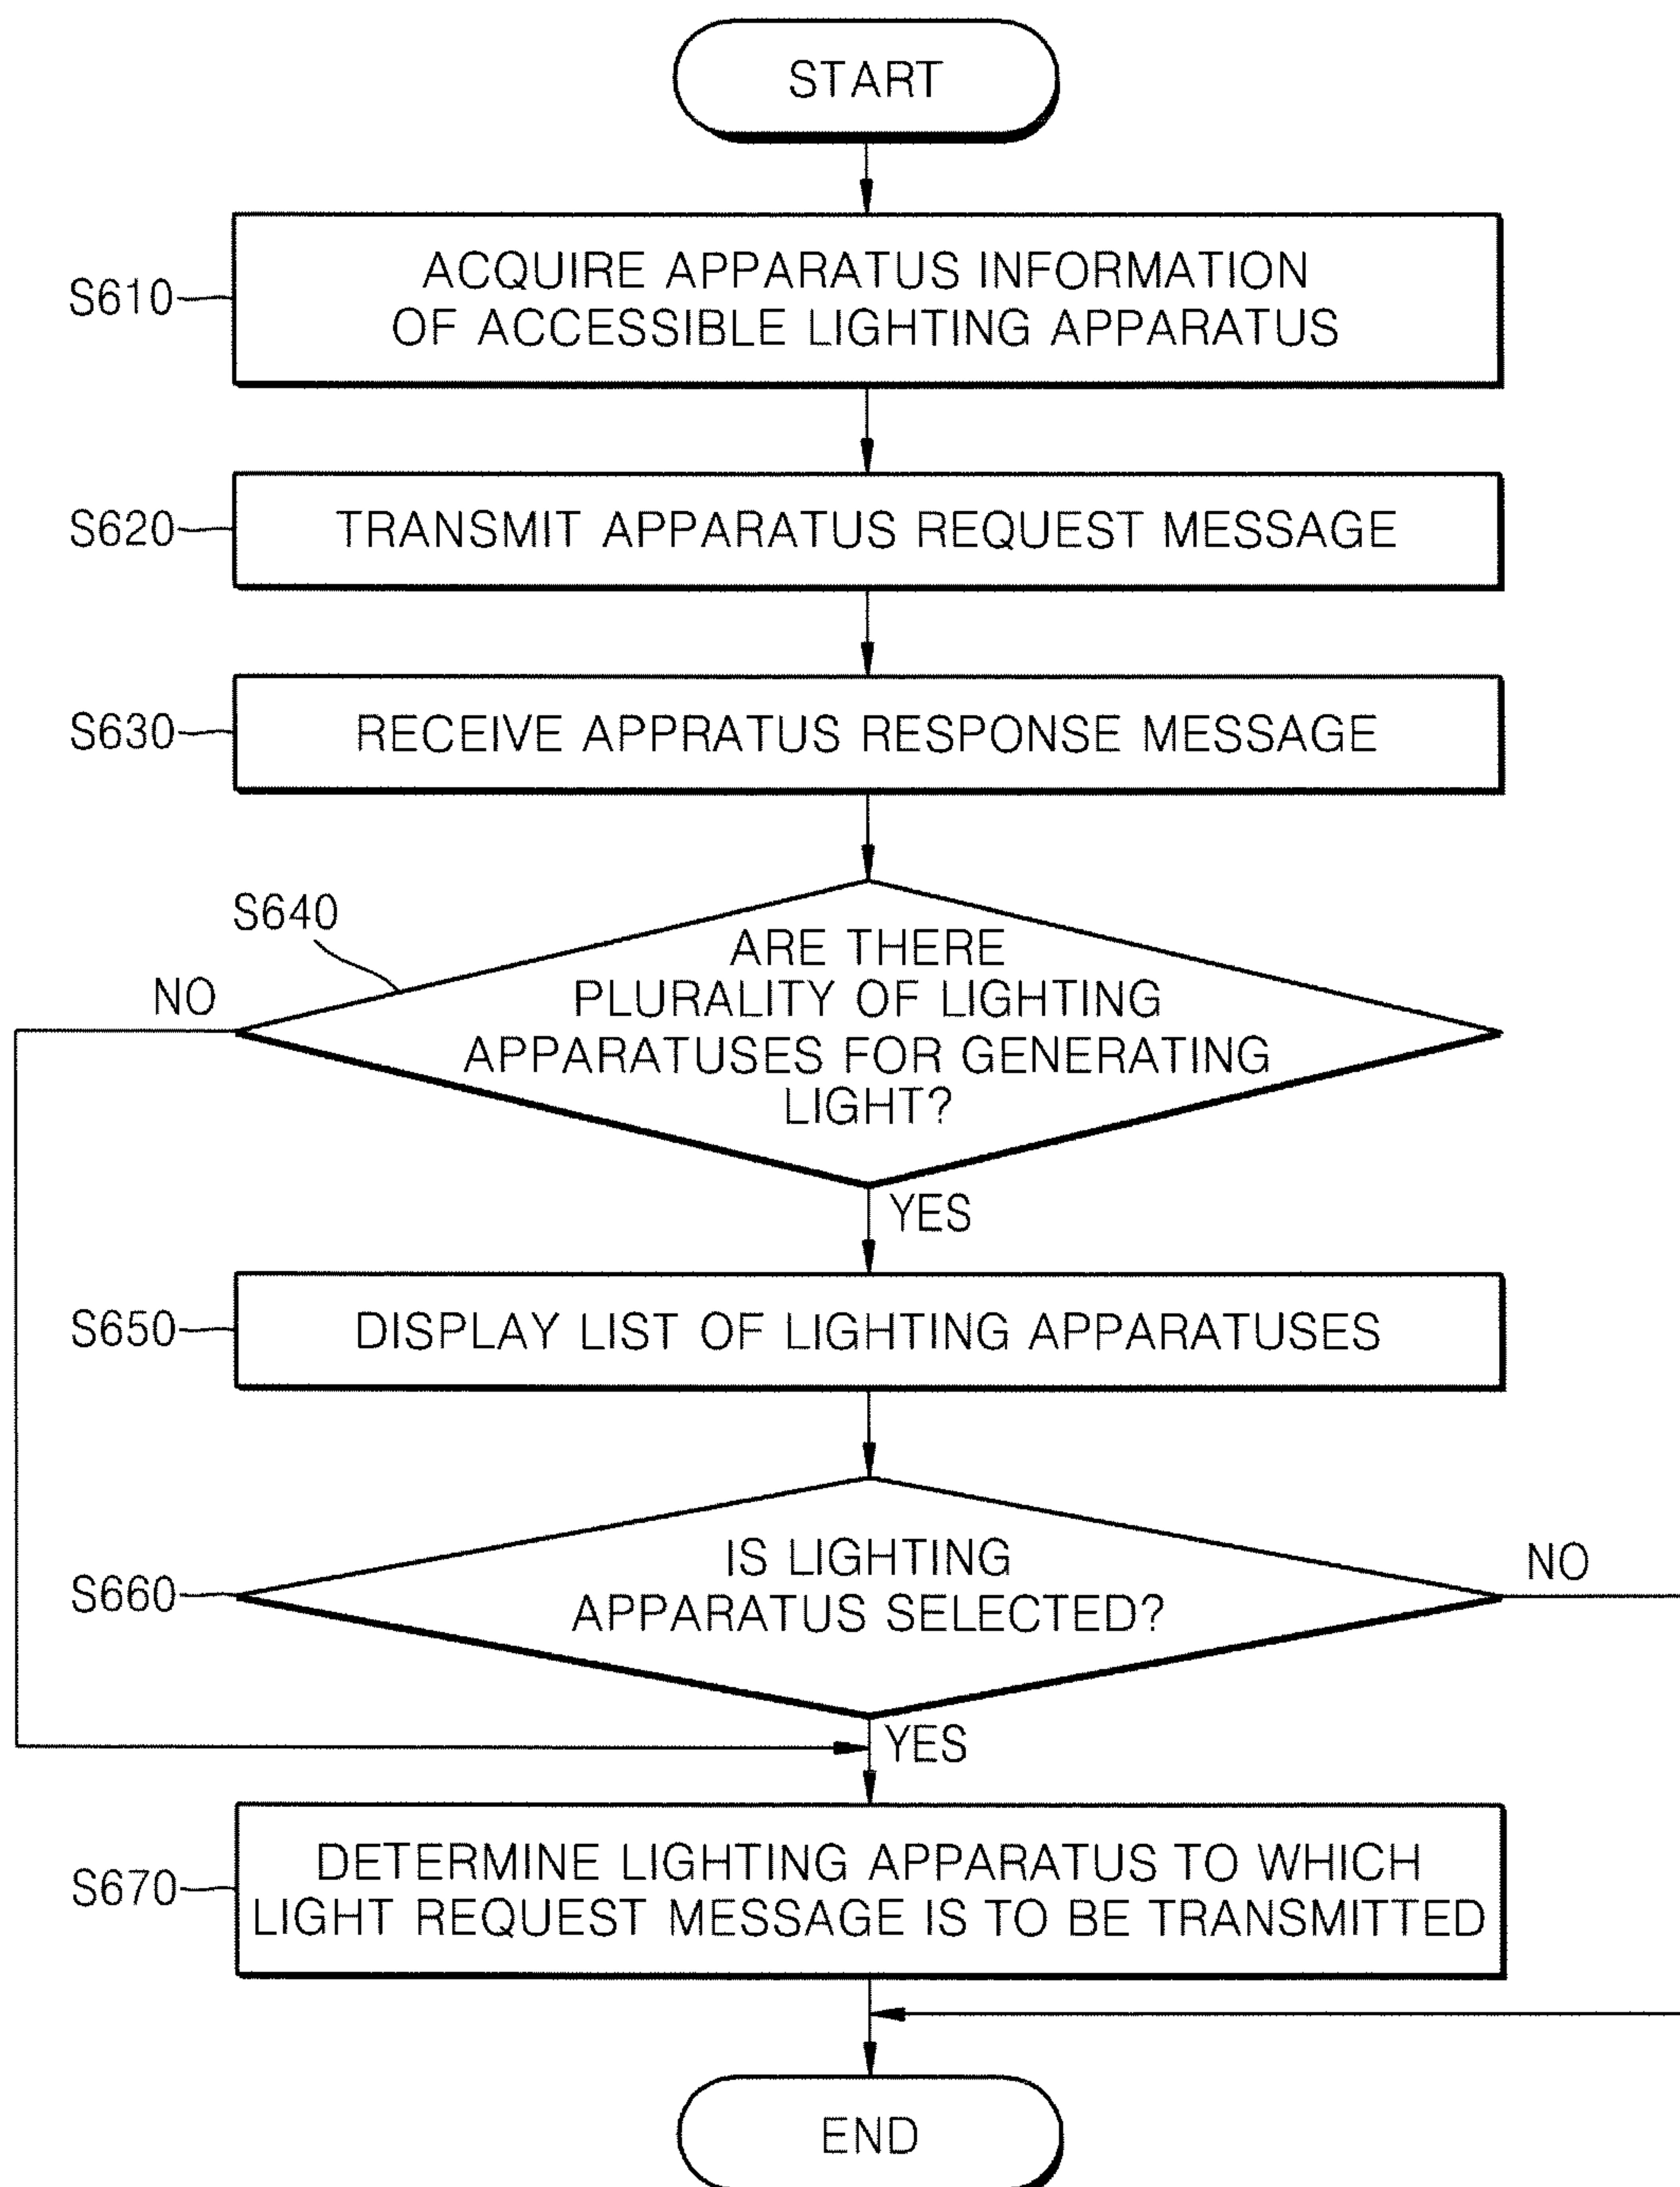 START
S610
ACQUIRE APPARATUS INFORMATION
OF ACCESSIBLE LIGHTING APPARATUS
S620
TRANSMIT APPARATUS REQUEST MESSAGE
S630
RECEIVE APPRATUS RESPONSE MESSAGE
S640
ARE THERE
PLURALITY OF LIGHTING
APPARATUSES FOR GENERATING
LIGHT?
NO
YES
S650
DISPLAY LIST OF LIGHTING APPARATUSES
S660
IS LIGHTING
APPARATUS SELECTED?
NO
YES
S670
DETERMINE LIGHTING APPARATUS TO WHICH
LIGHT REQUEST MESSAGE IS TO BE TRANSMITTED
END